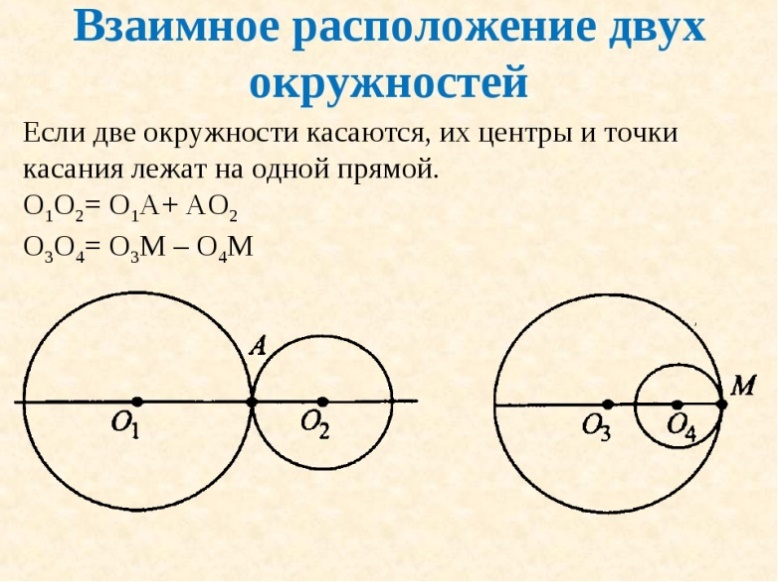 Взаимное расположение двух
окружностей
Если две окружности касаются, их центры и точки
касания лежат на одной прямой.
O₁O₂= O₁A+ AO₂
O₃O₄= O₃M – O₄M
A
O₁
O₂
M
O₃
O₄